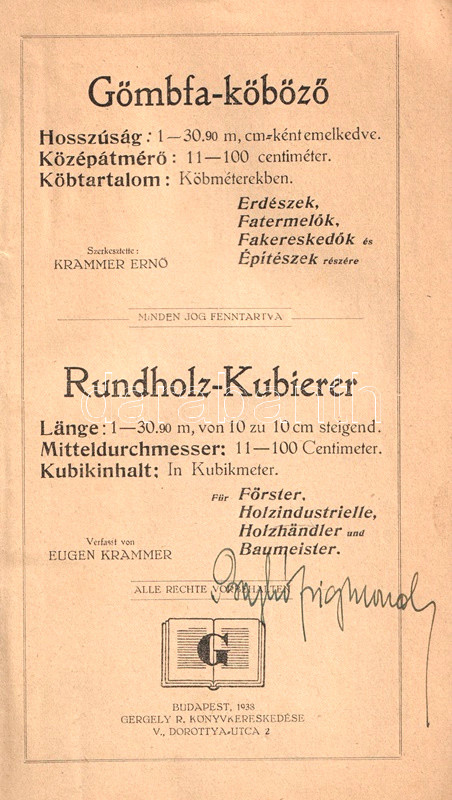 Gömbfa-köböző
Hosszúság: 1—30.90 m, cm-ként emelkedve.
Középátmérő: 11—100 centiméter.
Köbtartalom: Köbméterekben.
Erdészek,
Fatermelők,
Fakereskedők és
Építészek részére
Szerkesztette:
KRAMMER ERNŐ
MINDEN JOG FENNTARTVA
Rundholz-Kubierer
darabanth
Länge: 1—30.90 m, von 10 zu 10 cm steigend.
Mitteldurchmesser: 11—100 Centimeter.
Kubikinhalt: In Kubikmeter.
Für Förster,
Holzindustrielle,
Holzhändler und
Baumeister.
Verfasst von
EUGEN KRAMMER
ALLE RECHTE VORBEHALTEN
G
BUDAPEST, 1938
GERGELY R. KÖNYVKERESKEDÉSE
V., DOROTTYA-UTCA 2